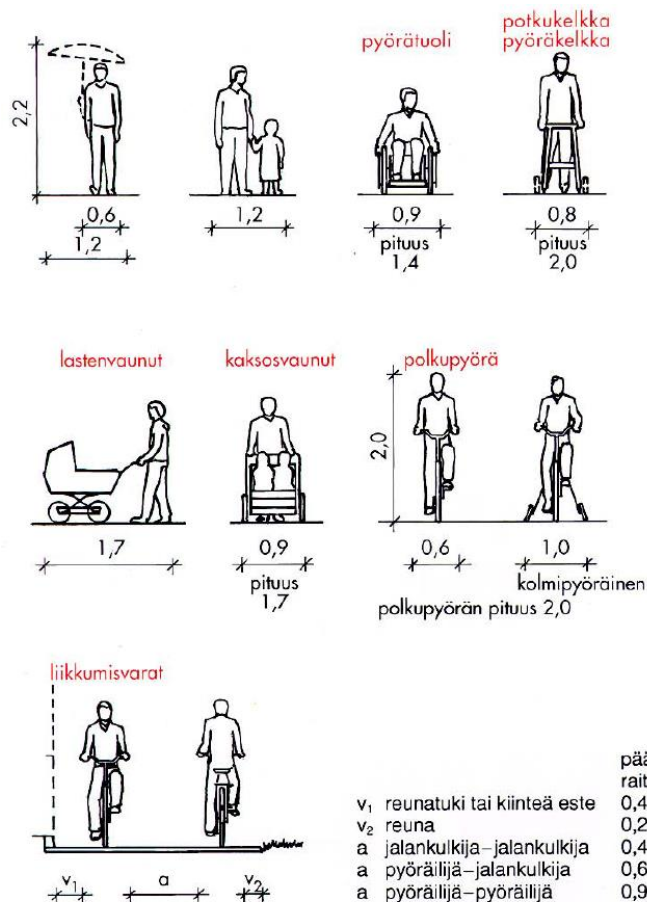 potkukelkka
pyörätuoli pyöräkelkka
2,2
0,6 1,2 0,9 0,8
1,2 pituus pituus
1,4 2,0
lastenvaunut kaksosvaunut polkupyörä
2,0
1,7 0,9 0,6 1,0
pituus kolmipyöräinen
1,7 polkupyörän pituus 2,0
liikkumisvarat
v₁ a v₂
v₁ reunatuki tai kiinteä este 0,4
v₂ reuna 0,2
a jalankulkija–jalankulkija 0,4
a pyöräilijä–jalankulkija 0,6
a pyöräilijä–pyöräilijä 0,9